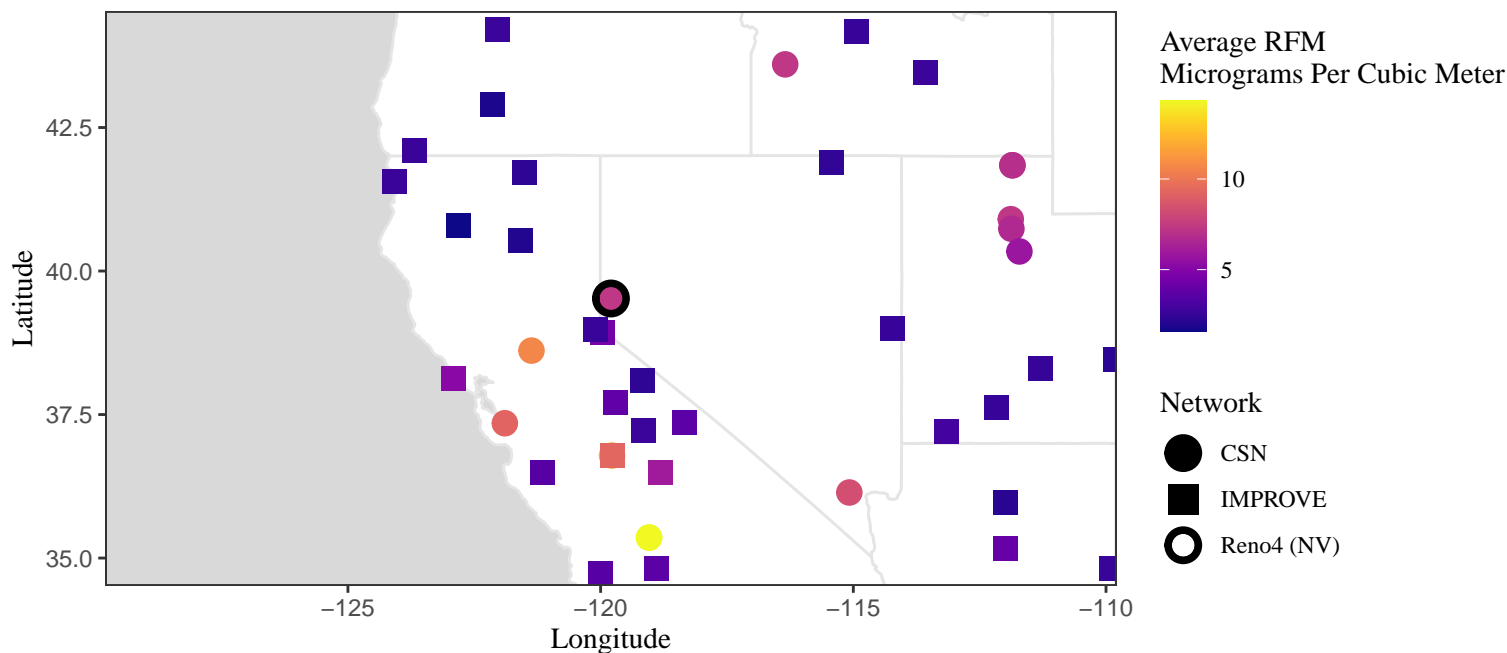 Average RFM
Micrograms Per Cubic Meter
10
5
Network
CSN
IMPROVE
Reno4 (NV)
Latitude
42.5
40.0
37.5
35.0
−125
−120
−115
−110
Longitude